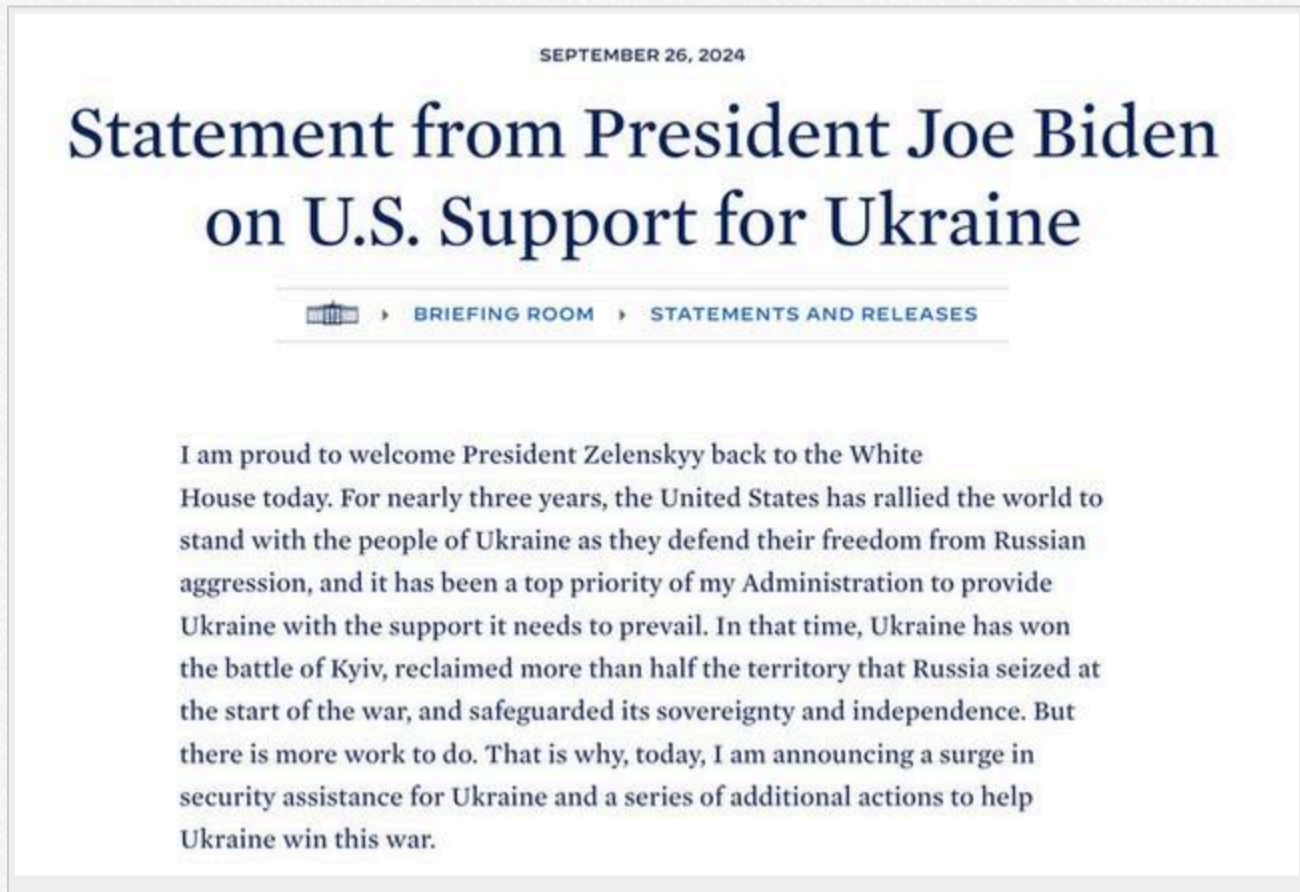 SEPTEMBER 26, 2024
Statement from President Joe Biden
on U.S. Support for Ukraine
BRIEFING ROOM STATEMENTS AND RELEASES
I am proud to welcome President Zelenskyy back to the White
House today. For nearly three years, the United States has rallied the world to
stand with the people of Ukraine as they defend their freedom from Russian
aggression, and it has been a top priority of my Administration to provide
Ukraine with the support it needs to prevail. In that time, Ukraine has won
the battle of Kyiv, reclaimed more than half the territory that Russia seized at
the start of the war, and safeguarded its sovereignty and independence. But
there is more work to do. That is why, today, I am announcing a surge in
security assistance for Ukraine and a series of additional actions to help
Ukraine win this war.